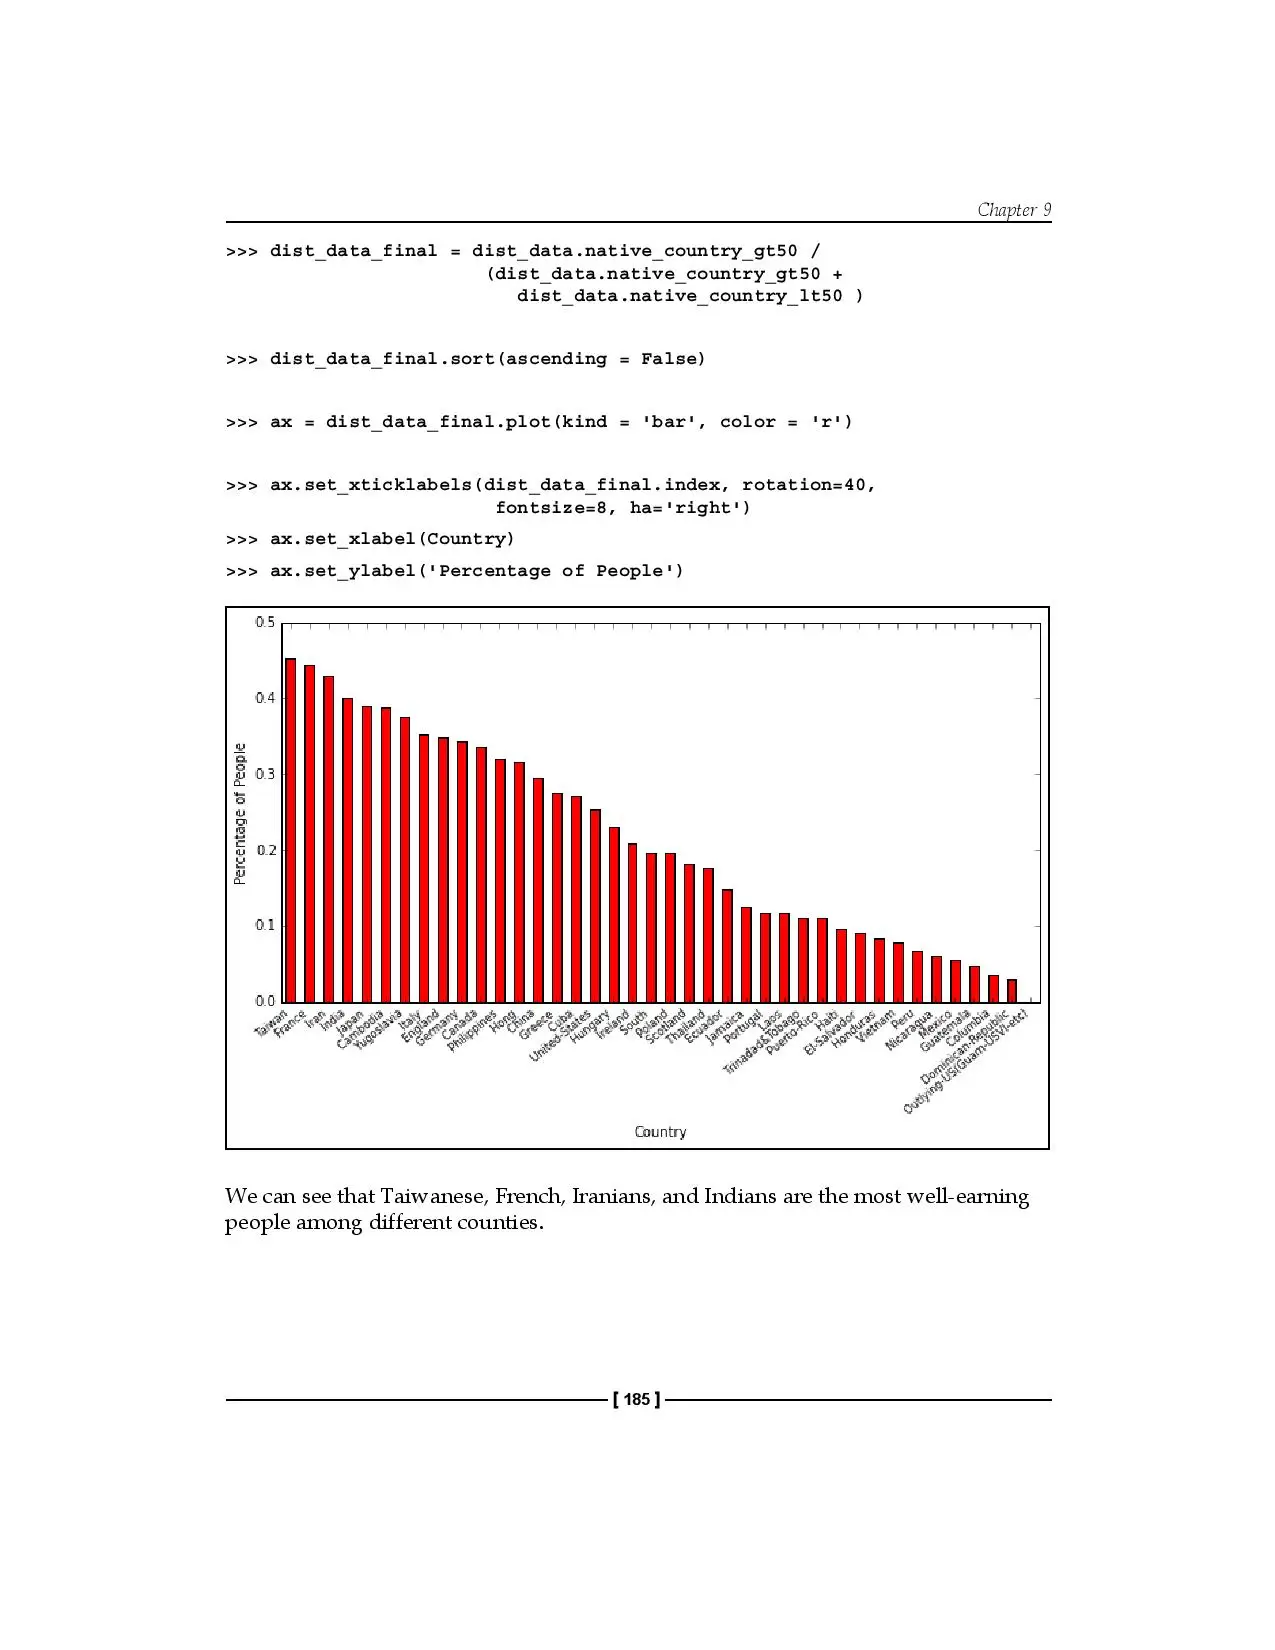 Chapter 9
>>> dist_data_final = dist_data.native_country_gt50 /
(dist_data.native_country_gt50 +
dist_data.native_country_lt50 )
>>> dist_data_final.sort(ascending = False)
>>> ax = dist_data_final.plot(kind = 'bar', color = 'r')
>>> ax.set_xticklabels(dist_data_final.index, rotation=40,
fontsize=8, ha='right')
>>> ax.set_xlabel(Country)
>>> ax.set_ylabel('Percentage of People')
0.5
0.4
0.3
0.2
0.1
0.0
Percentage of People
Taiwan
France
Iran
India
Japan
Cambodia
Yugoslavia
Italy
England
Germany
Canada
Philippines
Hong
China
Greece
Cuba
United-States
Hungary
Ireland
South
Poland
Scotland
Thailand
Ecuador
Jamaica
Portugal
Laos
Trinadad&Tobago
Puerto-Rico
Haiti
El-Salvador
Honduras
Vietnam
Peru
Nicaragua
Mexico
Guatemala
Columbia
Dominican-Republic
Outlying-US(Guam-USVI-etc)
Country
We can see that Taiwanese, French, Iranians, and Indians are the most well-earning
people among different counties.
[ 185 ]